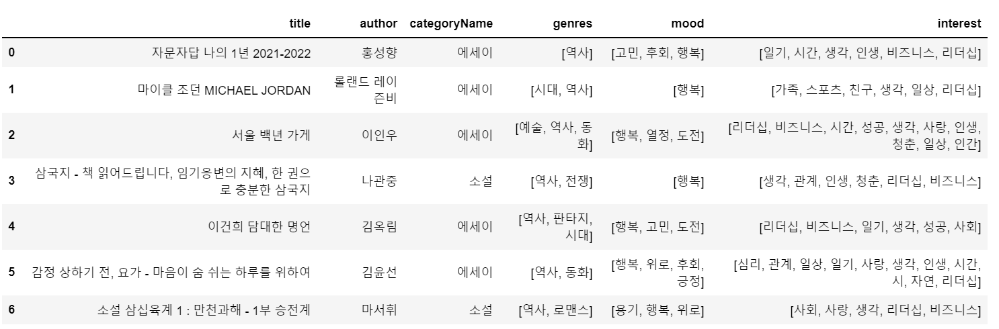 title author categoryName genres mood interest
0 자문자답 나의 1년 2021-2022 홍성향 에세이 [역사] [고민, 후회, 행복] [일기, 시간, 생각, 인생, 비즈니스, 리더십]
1 마이클 조던 MICHAEL JORDAN 롤랜드 레이
즌비 에세이 [시대, 역사] [행복] [가족, 스포츠, 친구, 생각, 일상, 리더십]
2 서울 백년 가게 이인우 에세이 [예술, 역사, 동
화] [행복, 열정, 도전] [리더십, 비즈니스, 시간, 성공, 생각, 사랑, 인생,
청춘, 일상, 인간]
3 삼국지 - 책 읽어드립니다, 임기응변의 지혜, 한 권으
로 충분한 삼국지 나관중 소설 [역사, 전쟁] [행복] [생각, 관계, 인생, 청춘, 리더십, 비즈니스]
4 이건희 담대한 명언 김옥림 에세이 [역사, 판타지,
시대] [행복, 고민, 도전] [리더십, 비즈니스, 일기, 생각, 성공, 사회]
5 감정 상하기 전, 요가 - 마음이 숨 쉬는 하루를 위하여 김윤선 에세이 [역사, 동화] [행복, 위로, 후회,
긍정] [심리, 관계, 일상, 일기, 사랑, 생각, 인생, 시간,
시, 자연, 리더십]
6 소설 삼십육계 1 : 만천과해 - 1부 승전계 마서휘 소설 [역사, 로맨스] [용기, 행복, 위로] [사회, 사랑, 생각, 리더십, 비즈니스]